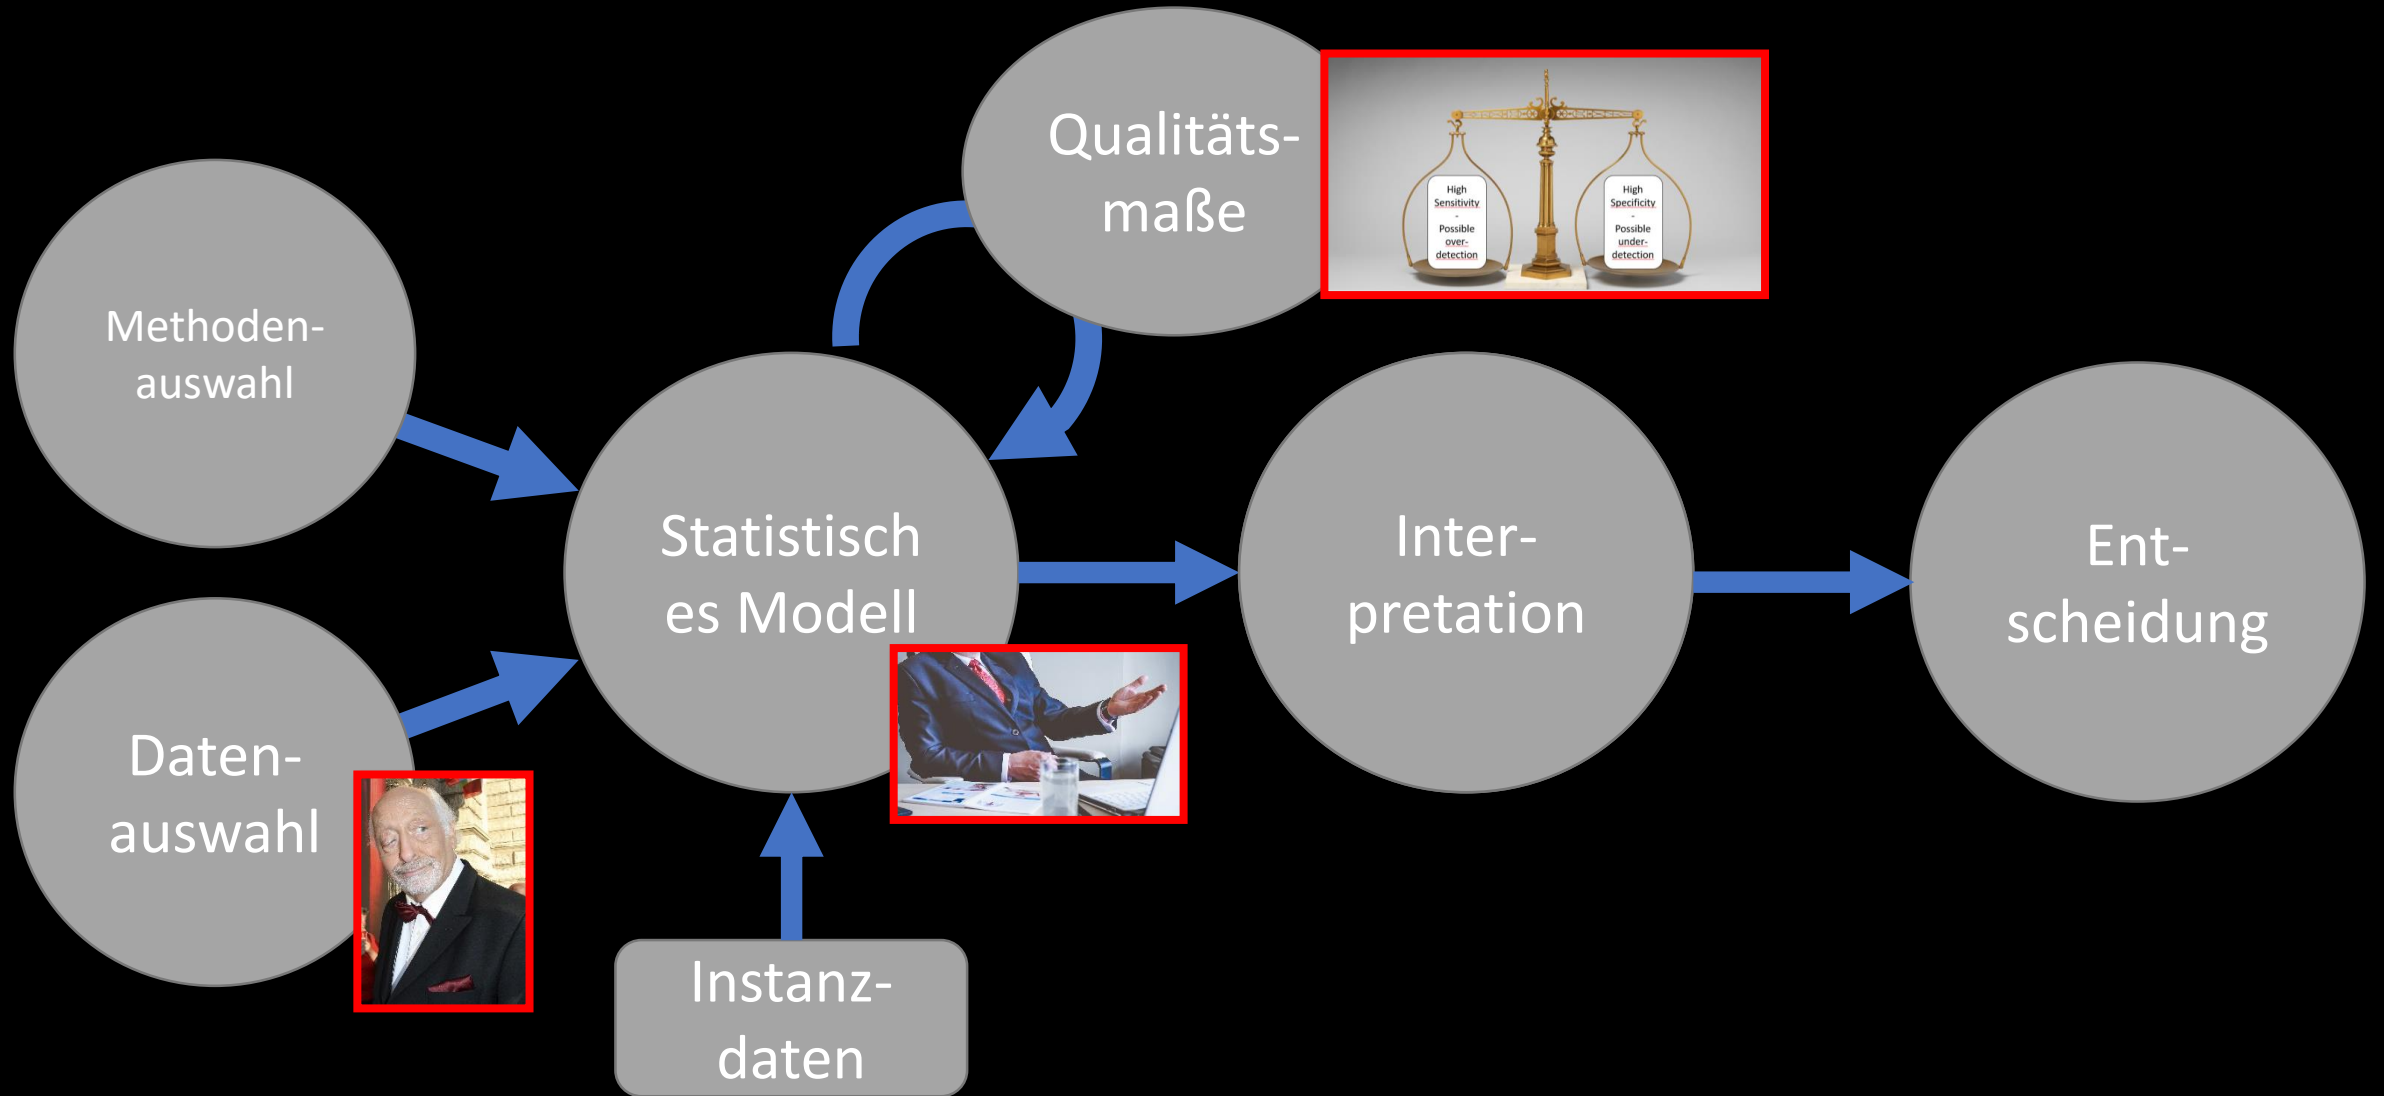 Qualitäts-
maße
High
Sensitivity
-
Possible
over-
detection
High
Specificity
-
Possible
under-
detection
Methoden-
auswahl
Statistisch
es Modell
Inter-
pretation
Ent-
scheidung
Daten-
auswahl
Instanz-
daten